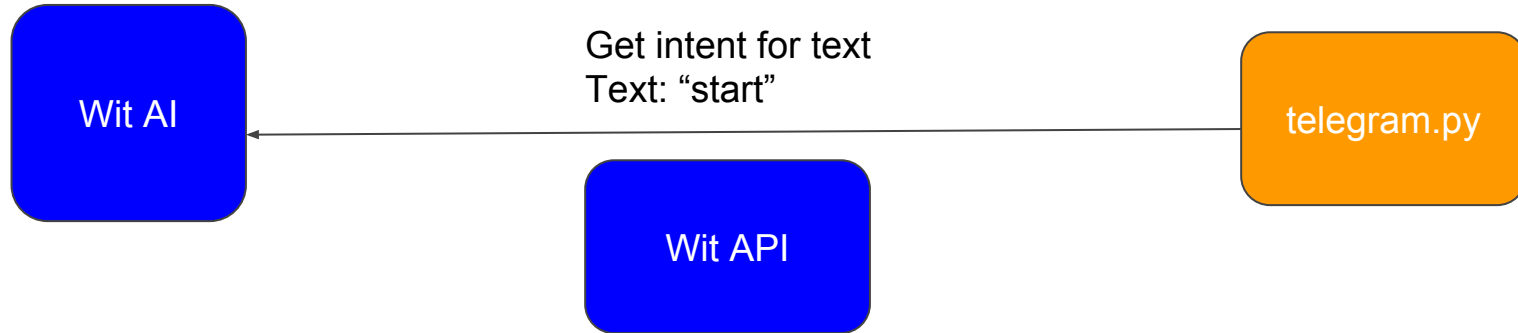 Get intent for text
Text: “start”
Wit AI
telegram.py
Wit API